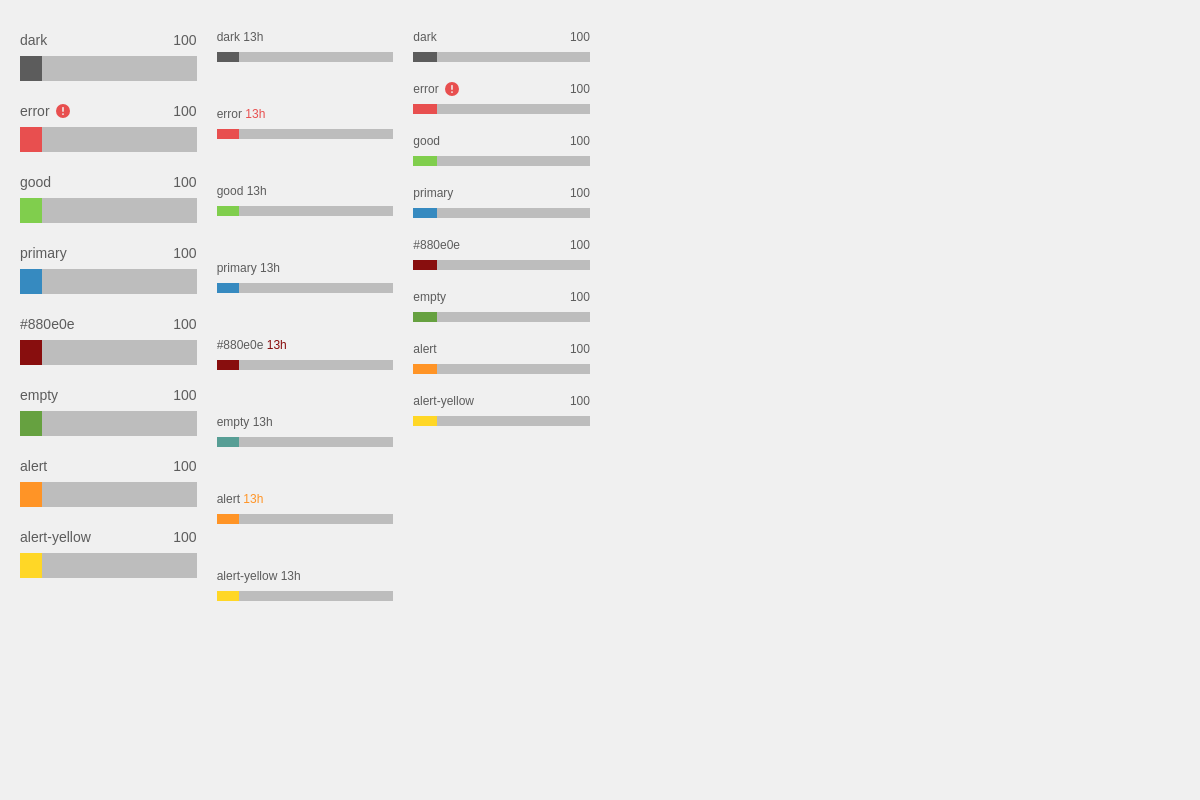 dark 100
error 100
good 100
primary 100
#880e0e 100
empty 100
alert 100
alert-yellow 100
dark 13h
error 13h
good 13h
primary 13h
#880e0e 13h
empty 13h
alert 13h
alert-yellow 13h
dark 100
error 100
good 100
primary 100
#880e0e 100
empty 100
alert 100
alert-yellow 100